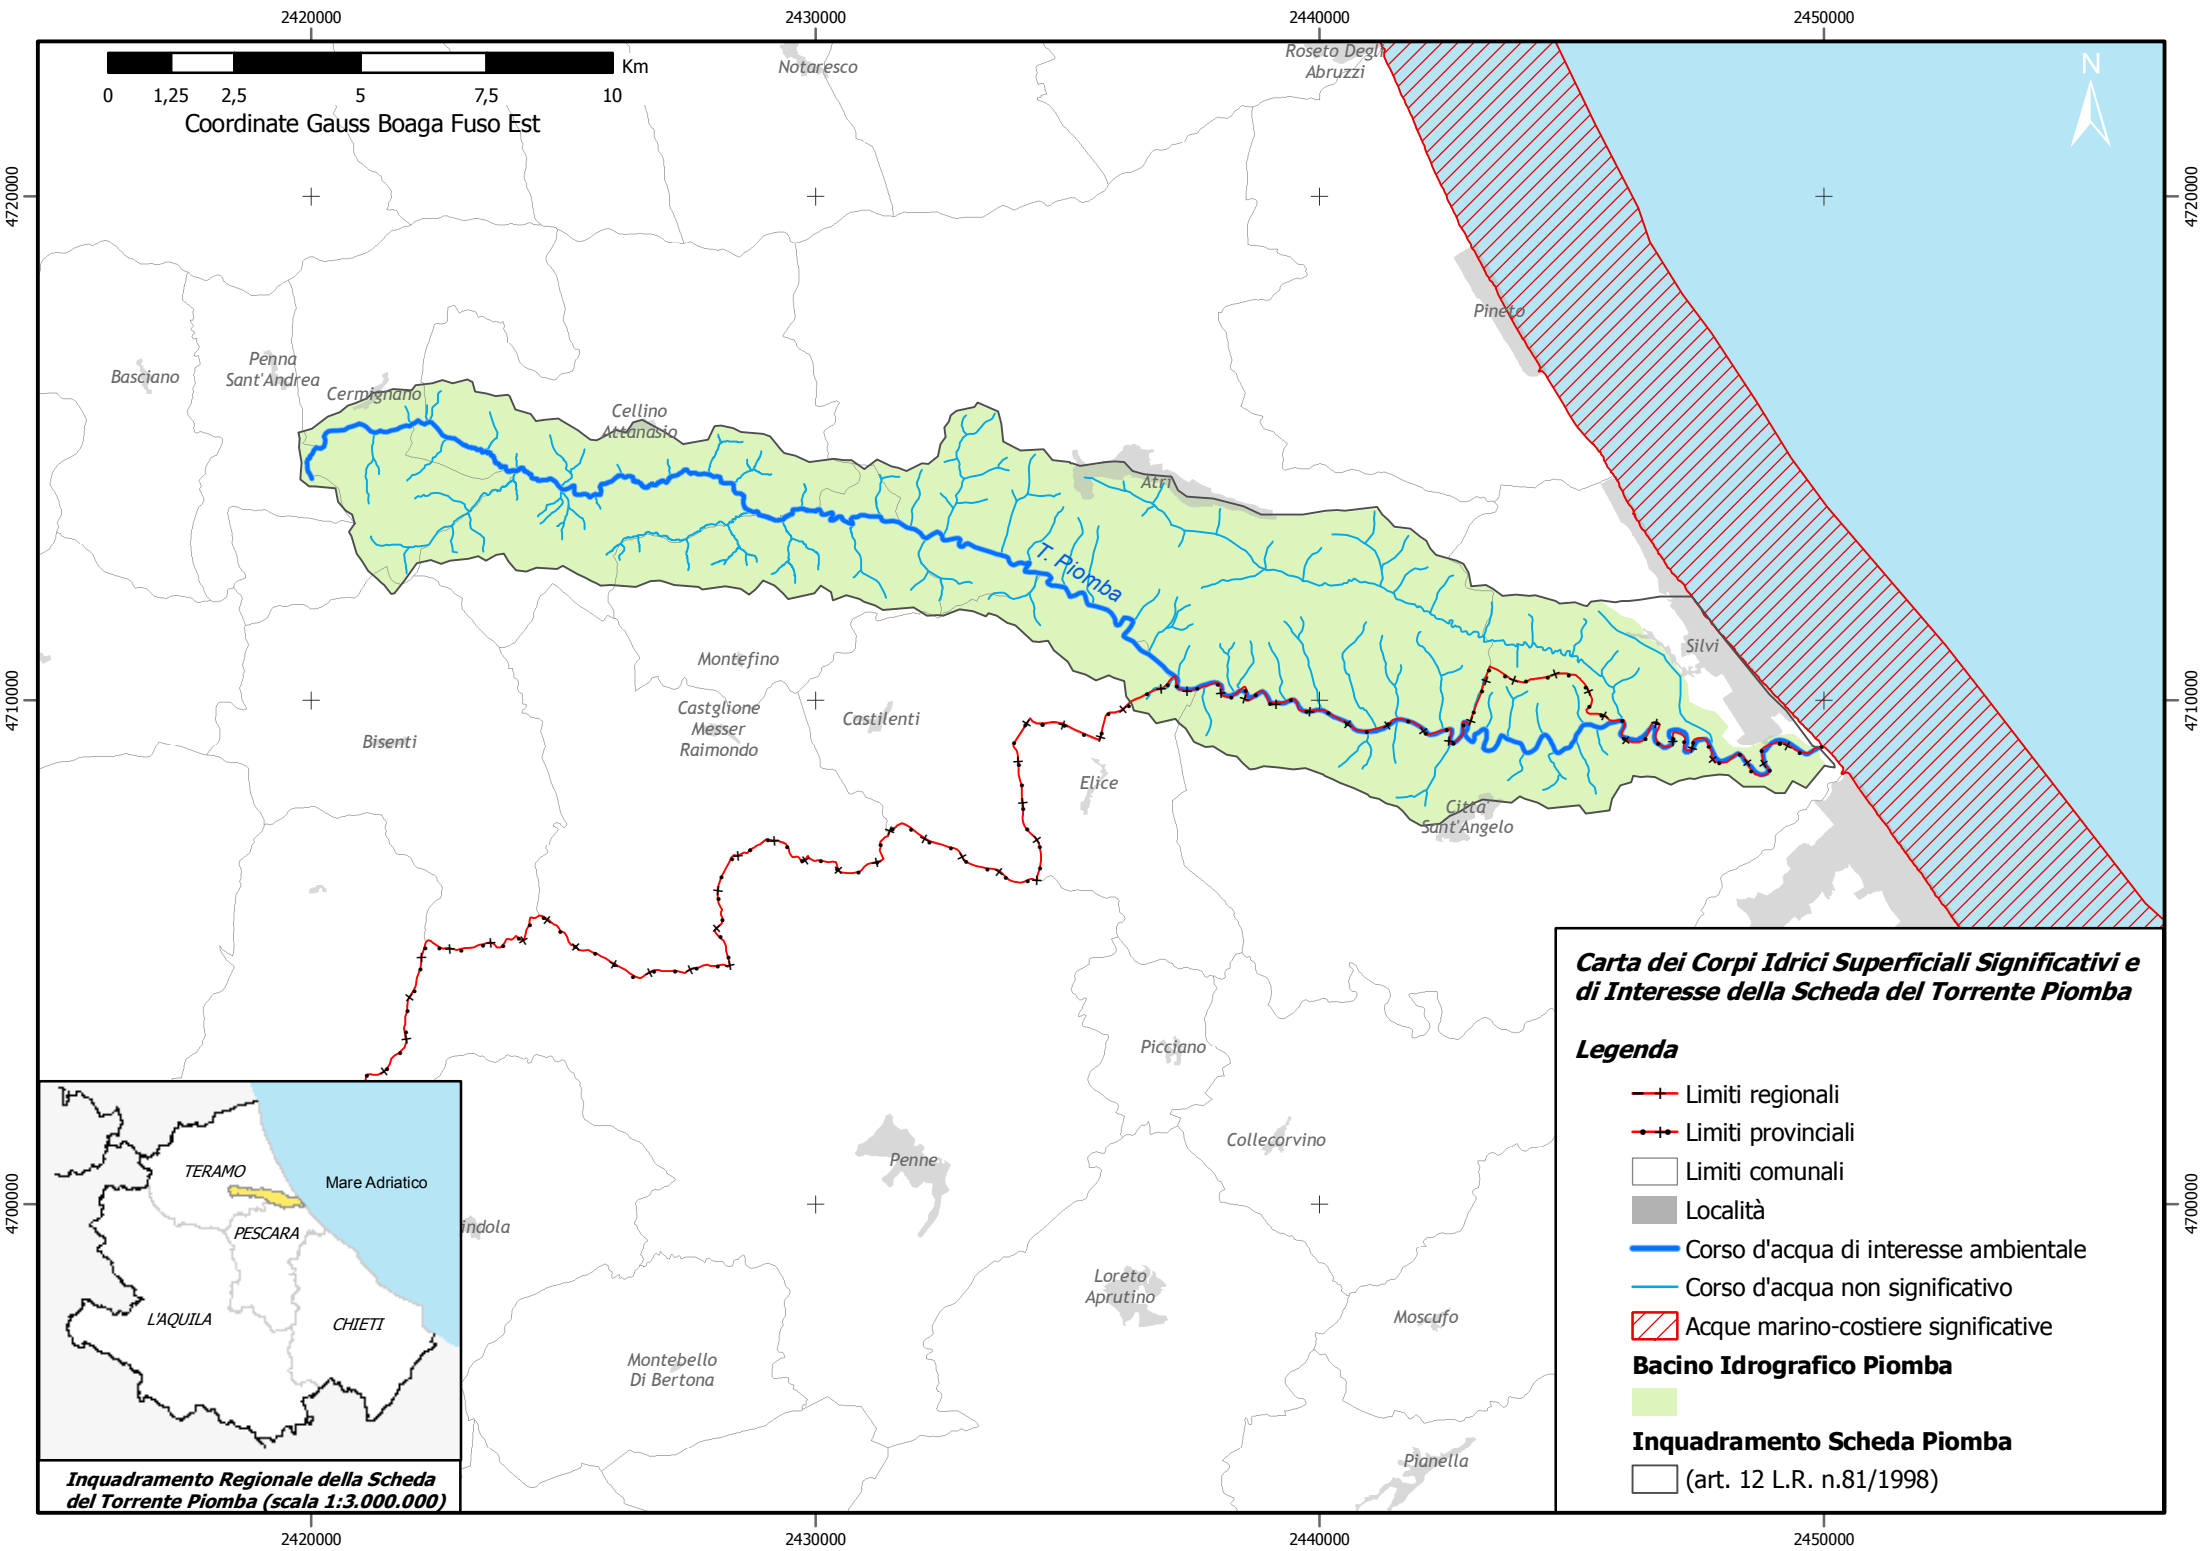 2420000
2430000
2440000
2450000
Km
0
1,25
2,5
5
7,5
10
Coordinate Gauss Boaga Fuso Est
N
4720000
4720000
4710000
4710000
4700000
4700000
Notaresco
Roseto Degli
Abruzzi
Pineto
Basciano
Penna
Sant'Andrea
Cermignano
Cellino
Attanasio
Atri
T. Piomba
Silvi
Montefino
Castglione
Messer
Raimondo
Castilenti
Bisenti
Elice
Città
Sant'Angelo
Picciano
Collecorvino
Penne
indola
Loreto
Aprutino
Moscufo
Montebello
Di Bertona
Pianella
TERAMO
Mare Adriatico
PESCARA
L'AQUILA
CHIETI
Inquadramento Regionale della Scheda
del Torrente Piomba (scala 1:3.000.000)
Carta dei Corpi Idrici Superficiali Significativi e
di Interesse della Scheda del Torrente Piomba
Legenda
Limiti regionali
Limiti provinciali
Limiti comunali
Località
Corso d'acqua di interesse ambientale
Corso d'acqua non significativo
Acque marino-costiere significative
Bacino Idrografico Piomba
Inquadramento Scheda Piomba
(art. 12 L.R. n.81/1998)
2420000
2430000
2440000
2450000